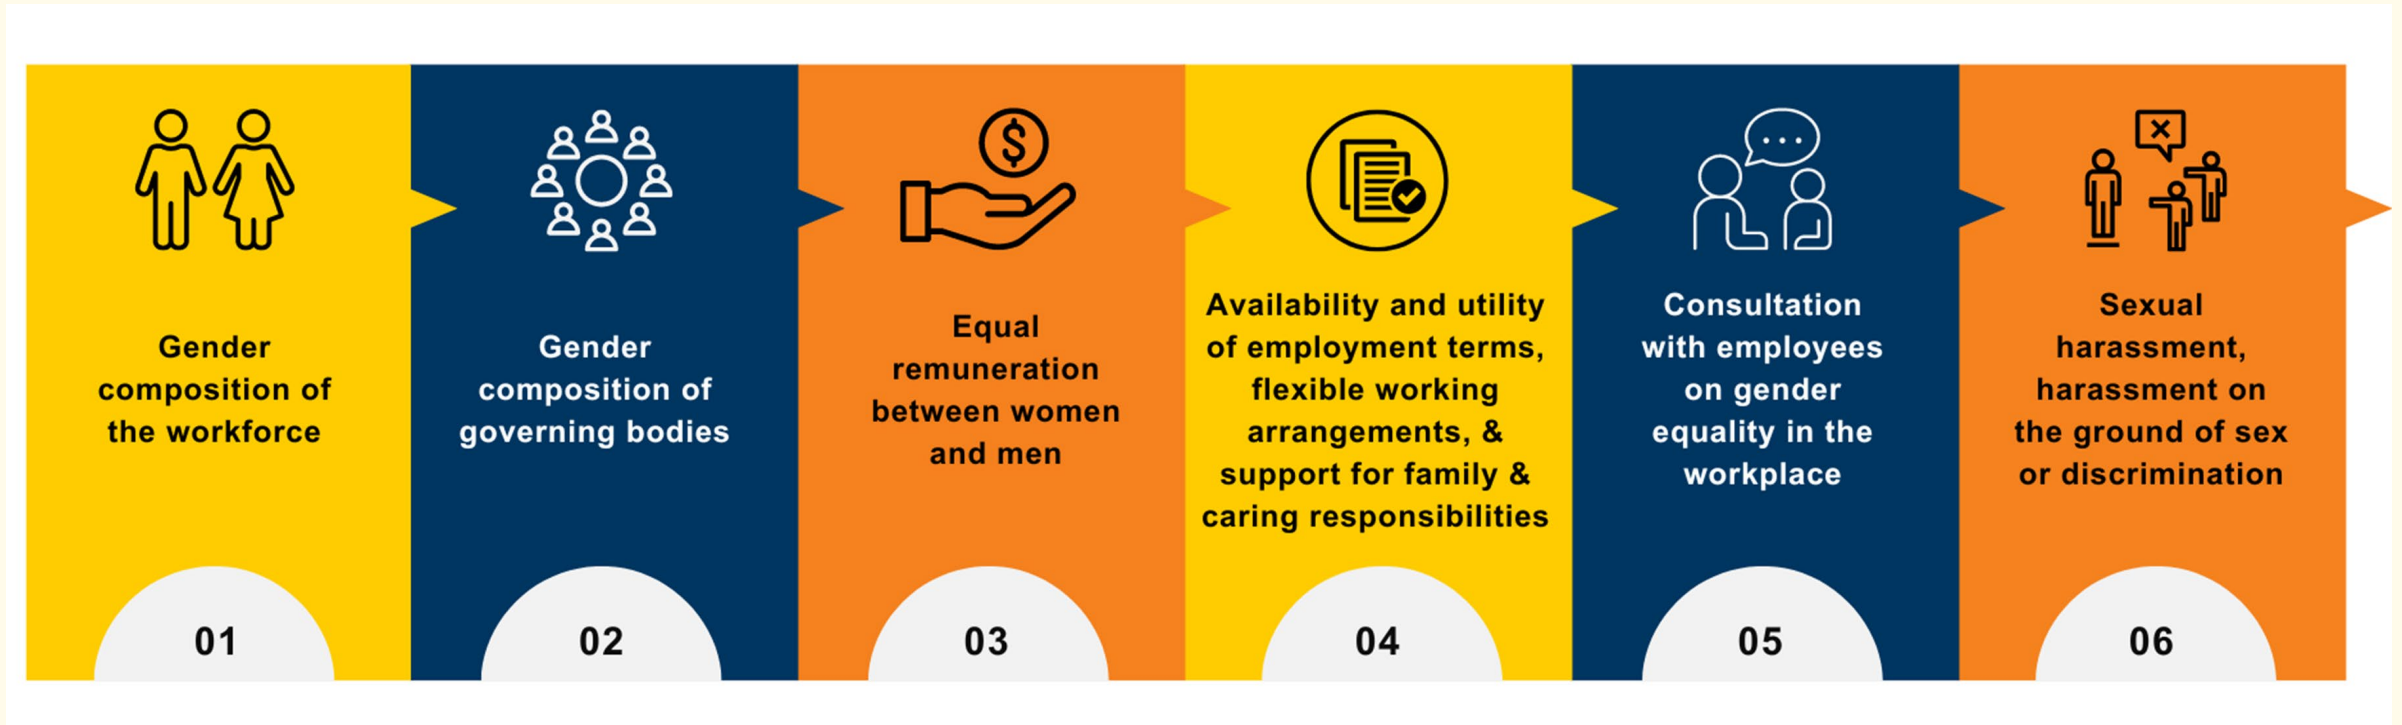 $
Gender
composition of
the workforce
01
Gender
composition of
governing bodies
02
Equal
remuneration
between women
and men
03
Availability and utility
of employment terms,
flexible working
arrangements, &
support for family &
caring responsibilities
04
Consultation
with employees
on gender
equality in the
workplace
05
Sexual
harassment,
harassment on
the ground of sex
or discrimination
06